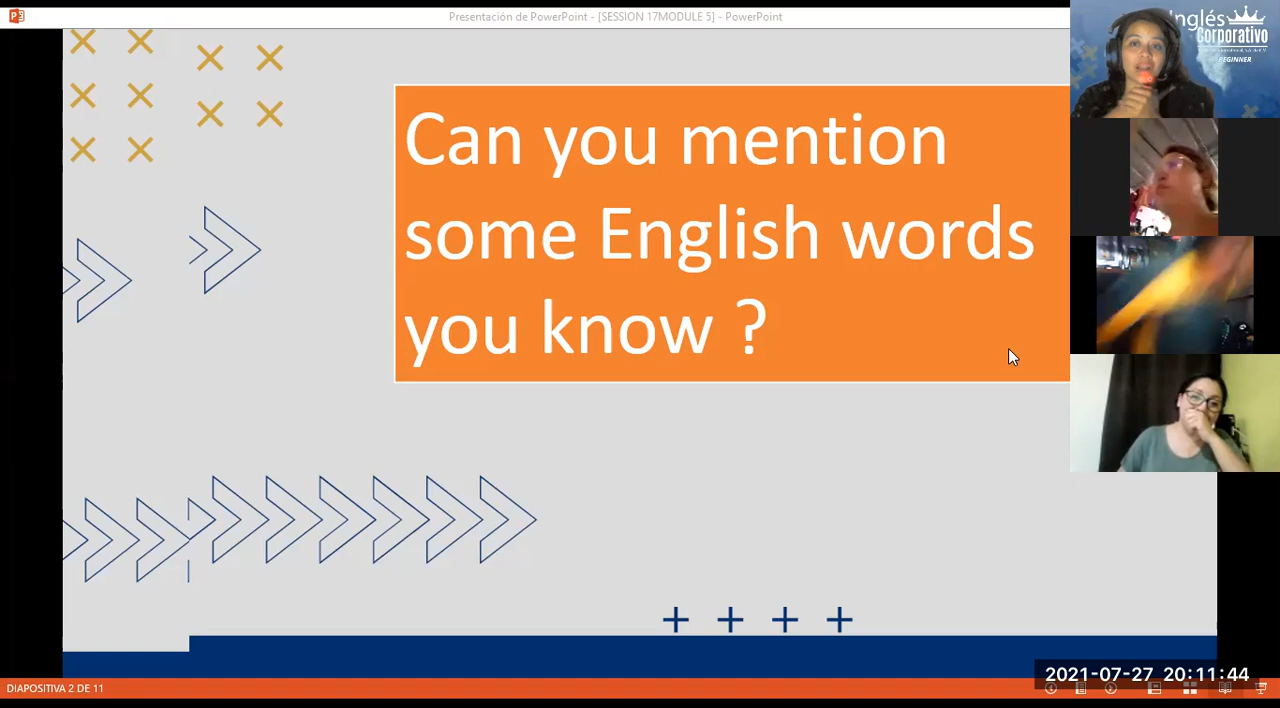 Presentación de PowerPoint - [SESSION 17MODULE 5] - PowerPoint
Inglés
Corporativo
BEGINNER
Can you mention
some English words
you know ?
2021-07-27 20:11:44
DIAPOSITIVA 2 DE 11